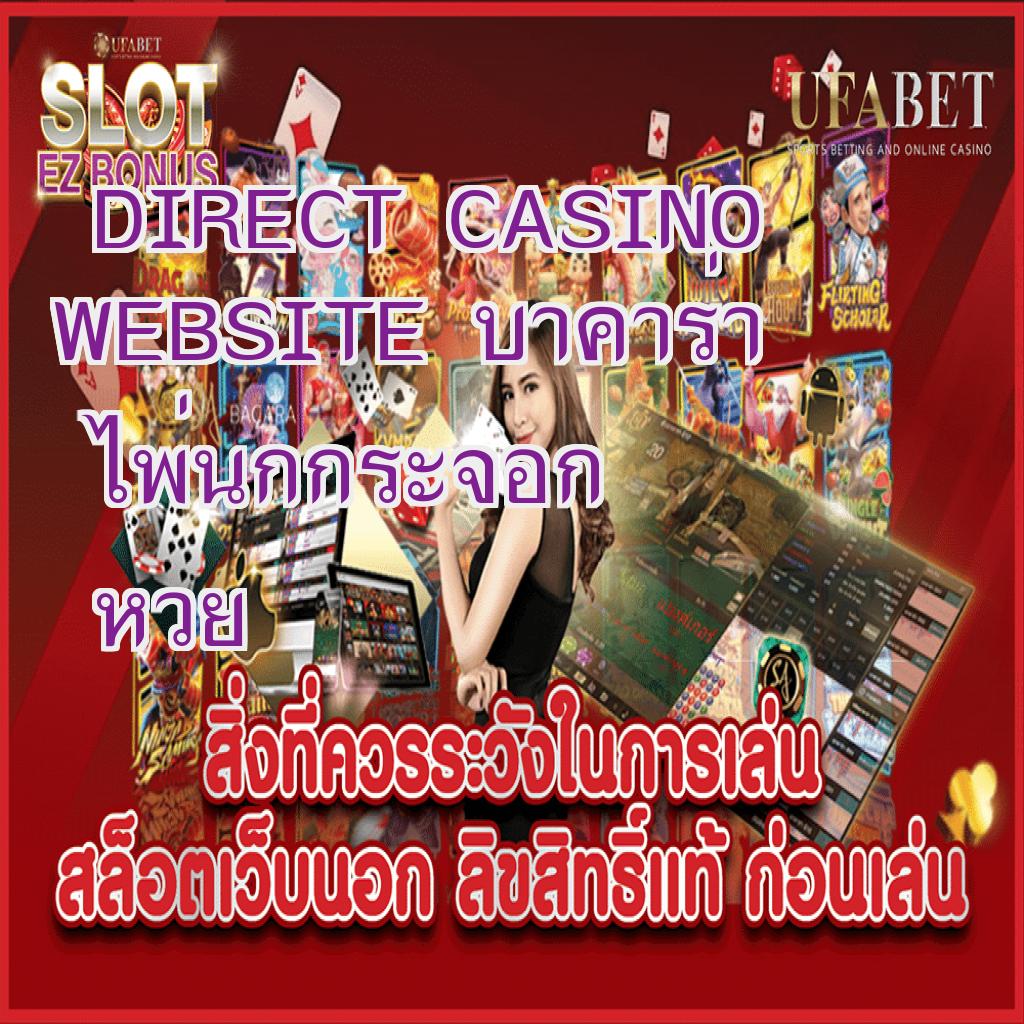 UFABET
SLOT
EZ BONUS
UFABET
SPORTS BETTING AND ONLINE CASINO
DIRECT CASINO
WEBSITE บาคาร่า
ไพ่นกกระจอก
หวย
FLIRTING
SCHOLAR
BACARA
สิ่งที่ควรระวังในการเล่น
สล็อตเว็บนอก ลิขสิทธิ์แท้ ก่อนเล่น